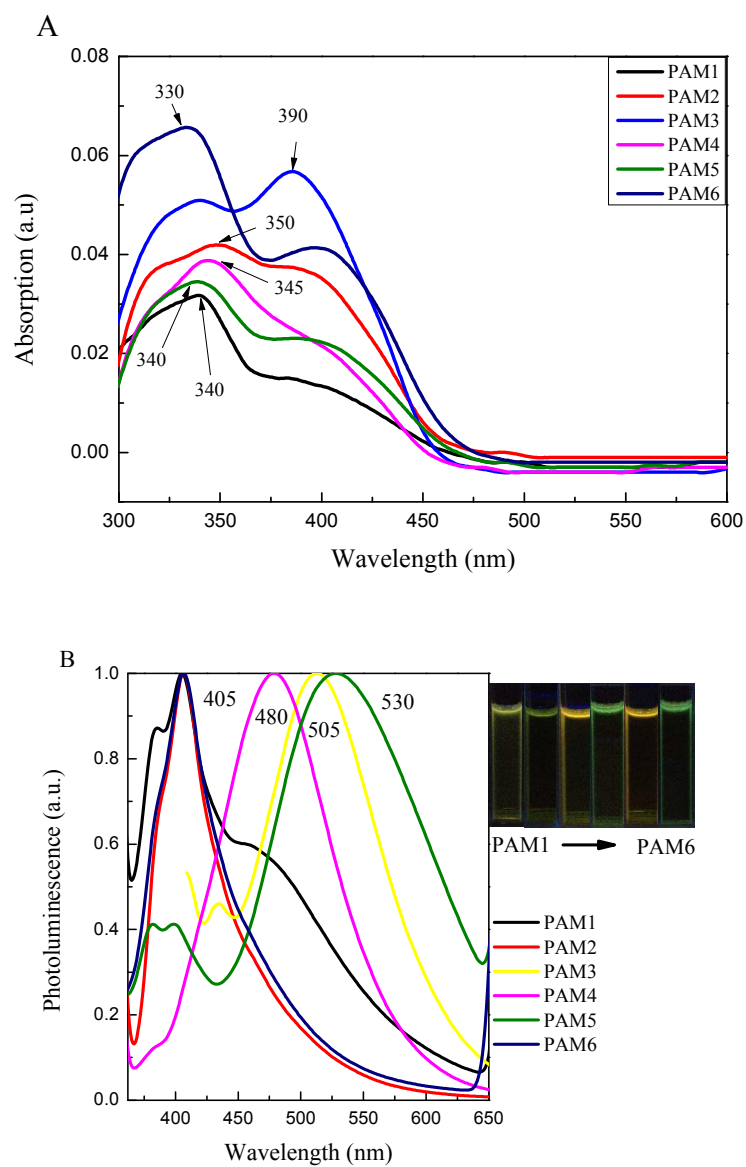 A
0.08
0.06
0.04
0.02
0.00
Absorption (a.u)
330
390
350
345
340
340
PAM1
PAM2
PAM3
PAM4
PAM5
PAM6
300 350 400 450 500 550 600
Wavelength (nm)
B
1.0
0.8
0.6
0.4
0.2
0.0
Photoluminescence (a.u.)
405
480
505
530
400 450 500 550 600 650
Wavelength (nm)
PAM1 PAM6
PAM1
PAM2
PAM3
PAM4
PAM5
PAM6